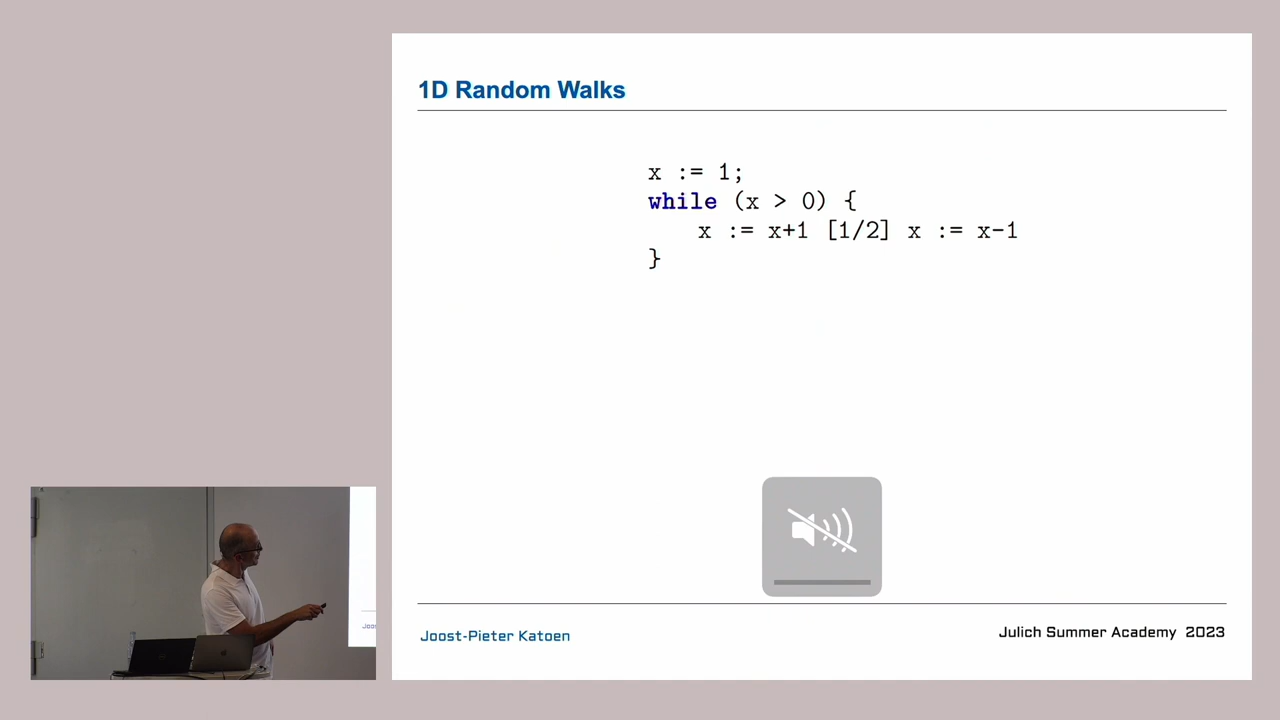 1D Random Walks
x := 1;
while (x > 0) {
x := x+1 [1/2] x := x-1
}
Joost-Pieter Katoen
Julich Summer Academy 2023